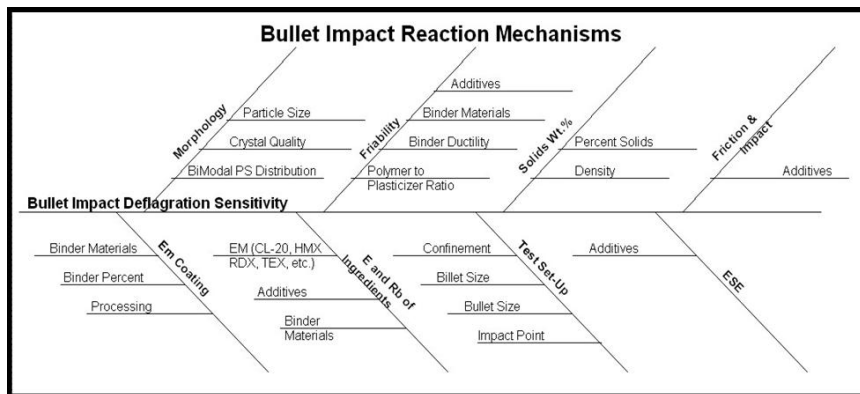 Bullet Impact Reaction Mechanisms
Morphology
Particle Size
Crystal Quality
BiModal PS Distribution
Friability
Additives
Binder Materials
Binder Ductility
Polymer to
Plasticizer Ratio
Solids Wt.%
Percent Solids
Density
Friction &
Impact
Additives
Bullet Impact Deflagration Sensitivity
Em Coating
Binder Materials
Binder Percent
Processing
E and Rb of
Ingredients
EM (CL-20, HMX
RDX, TEX, etc.)
Additives
Binder
Materials
Test Set-Up
Confinement
Billet Size
Bullet Size
Impact Point
ESE
Additives